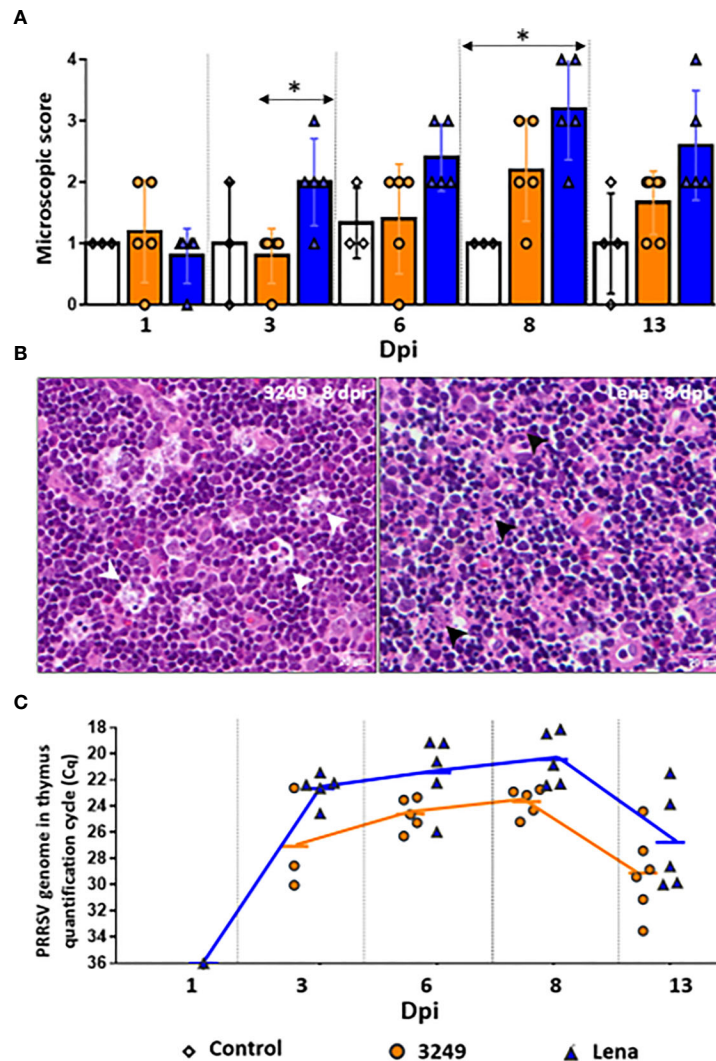 A
*
*
4
3
2
1
0
Microscopic score
1
3
6
8
13
Dpi
B
3249 8 dpi
Lena 8 dpi
C
18
20
22
24
26
28
30
32
34
36
PRRSV genome in thymus
quantification cycle (Cq)
1
3
6
8
13
Dpi
Control
3249
Lena